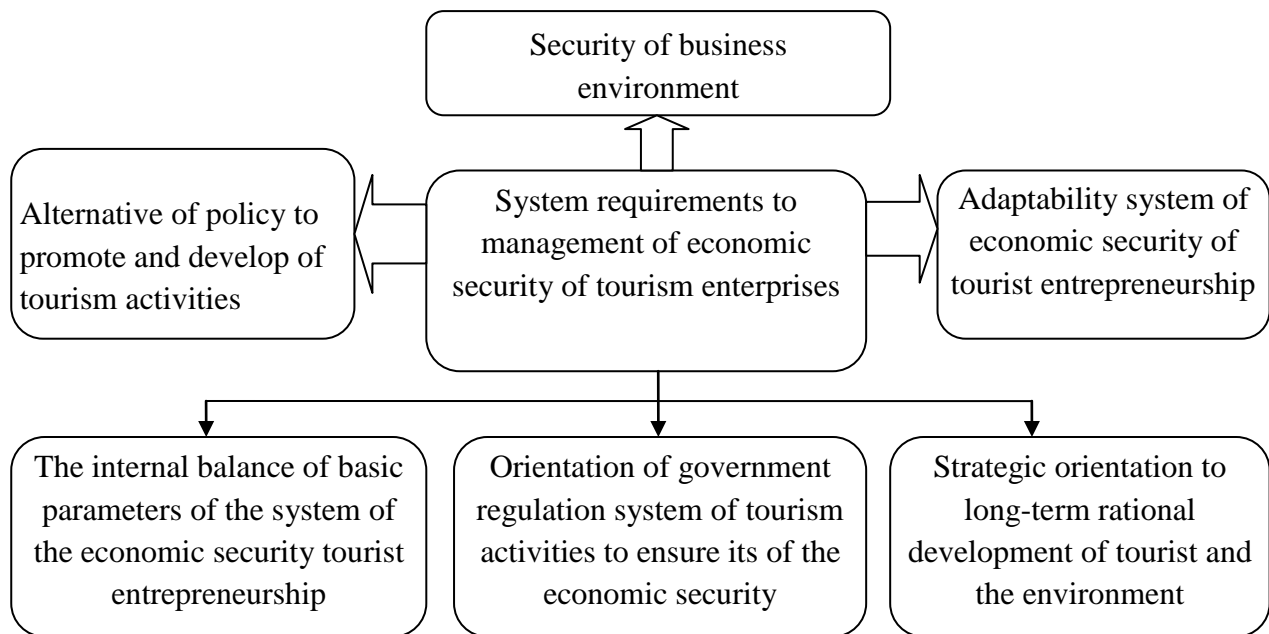 Security of business
environment
Alternative of policy to
promote and develop of
tourism activities
System requirements to
management of economic
security of tourism enterprises
Adaptability system of
economic security of
tourist entrepreneurship
The internal balance of basic
parameters of the system of
the economic security tourist
entrepreneurship
Orientation of government
regulation system of tourism
activities to ensure its of the
economic security
Strategic orientation to
long-term rational
development of tourist and
the environment